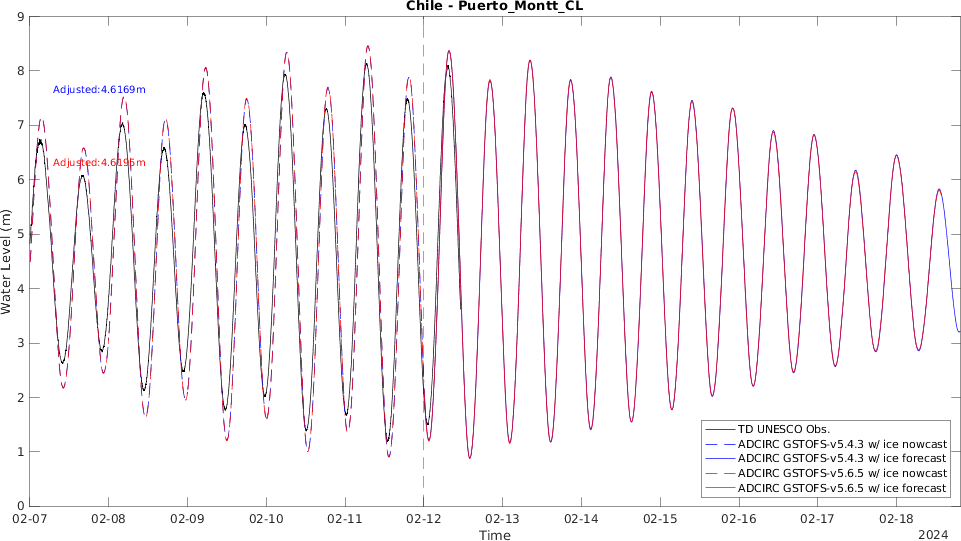 Chile - Puerto_Montt_CL
9
8
7
6
5
4
3
2
1
0
Water Level (m)
Adjusted:4.6169m
Adjusted:4.6195m
TD UNESCO Obs.
ADCIRC GSTOFS-v5.4.3 w/ ice nowcast
ADCIRC GSTOFS-v5.4.3 w/ ice forecast
ADCIRC GSTOFS-v5.6.5 w/ ice nowcast
ADCIRC GSTOFS-v5.6.5 w/ ice forecast
02-07 02-08 02-09 02-10 02-11 02-12 02-13 02-14 02-15 02-16 02-17 02-18
Time
2024